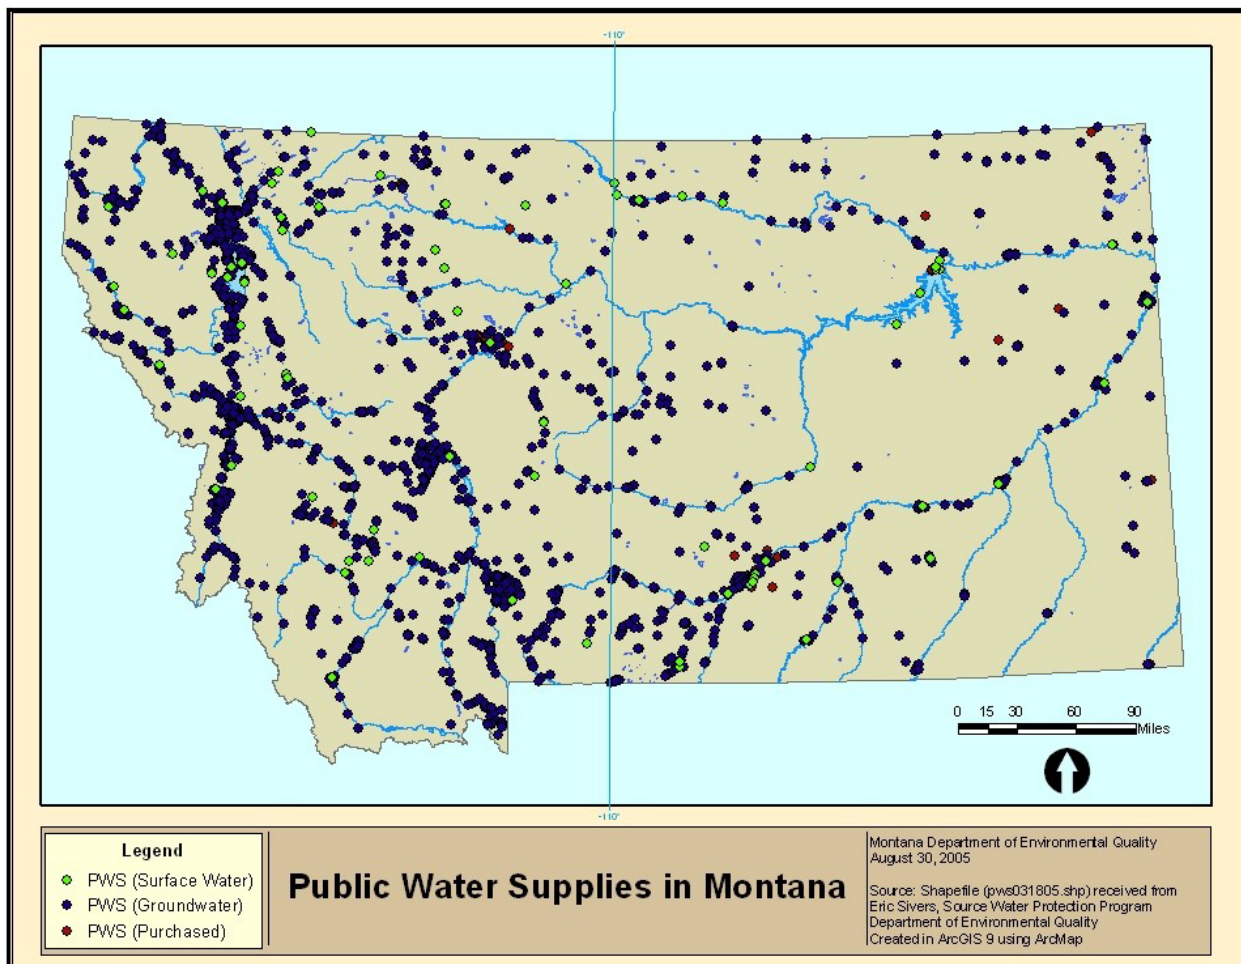 -110°
0 15 30 60 90
Miles
-110°
Legend
PWS (Surface Water)
PWS (Groundwater)
PWS (Purchased)
Public Water Supplies in Montana
Montana Department of Environmental Quality
August 30, 2005
Source: Shapefile (pws031805.shp) received from
Eric Sivers, Source Water Protection Program
Department of Environmental Quality
Created in ArcGIS 9 using ArcMap